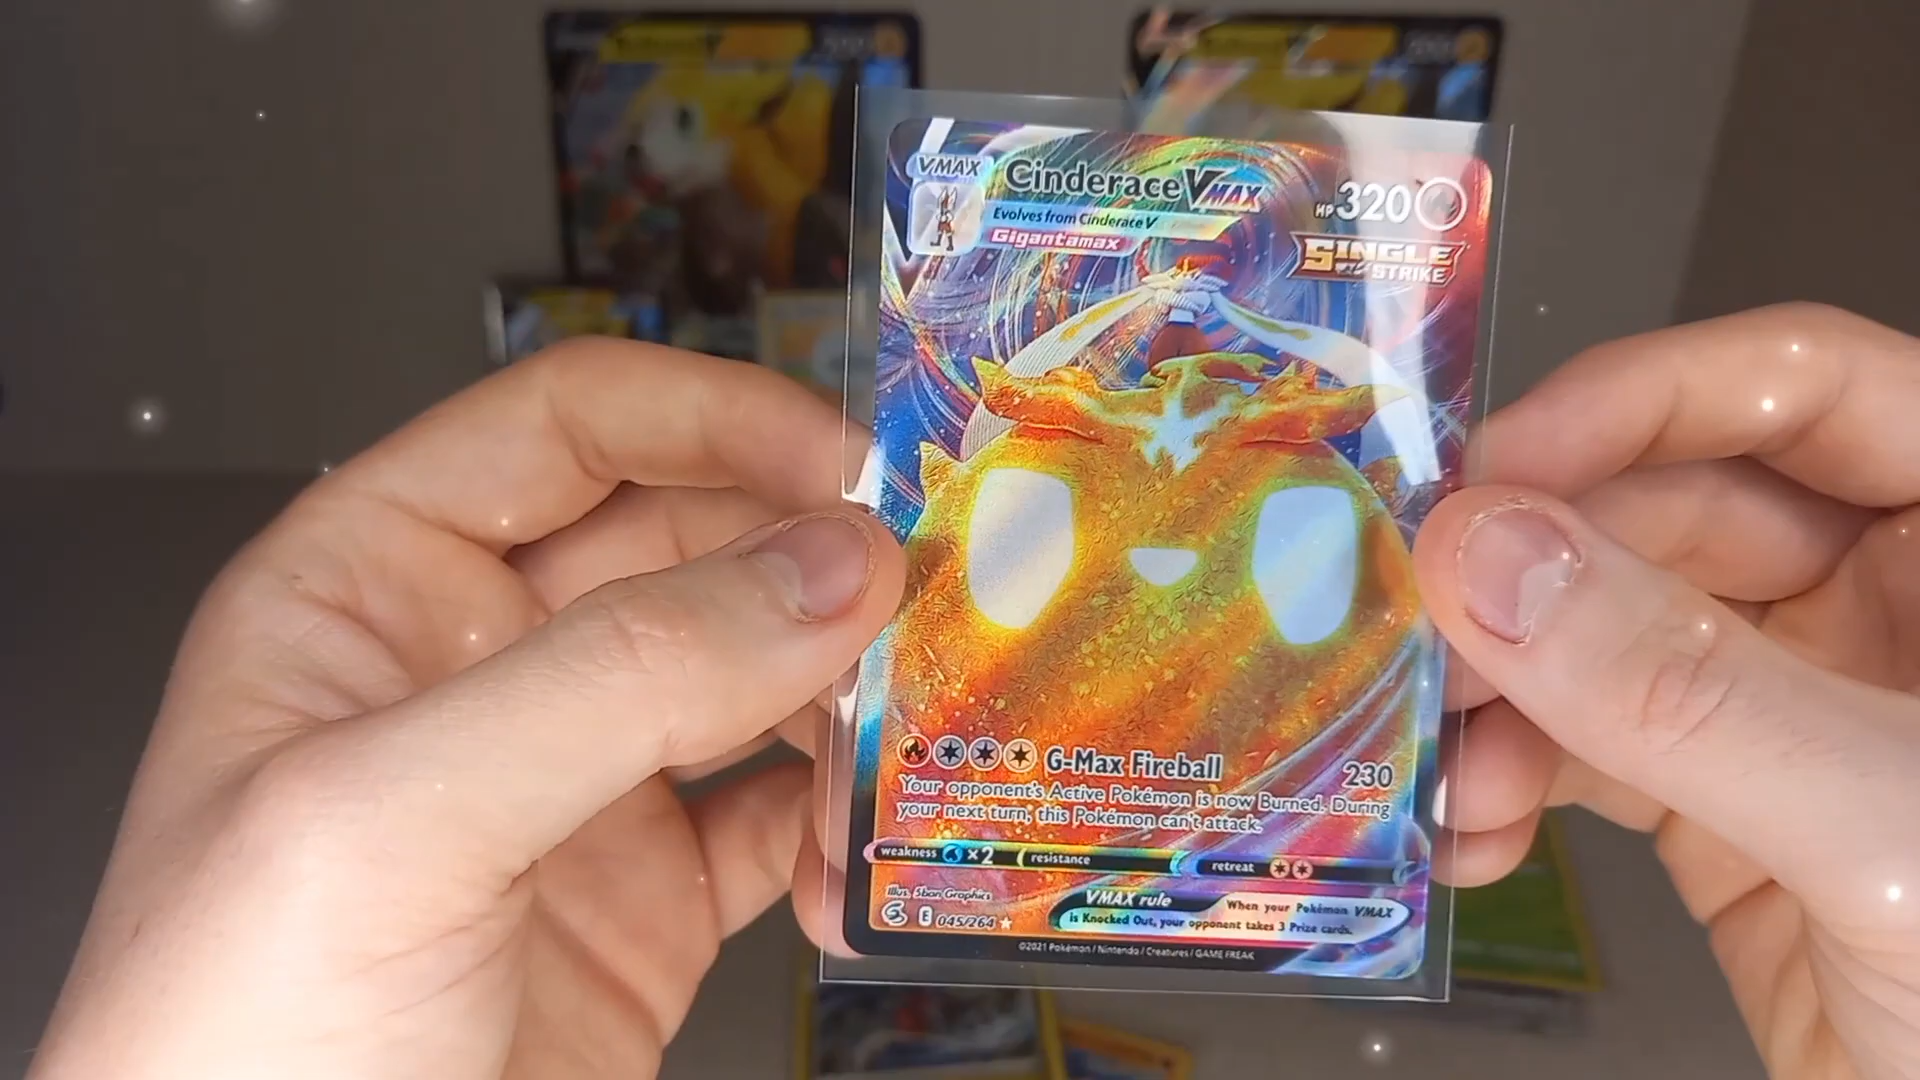 VMAX
Cinderace VMAX
HP 320
Evolves from Cinderace V
Gigantamax
SINGLE STRIKE
G-Max Fireball 230
Your opponent's Active Pokémon is now Burned. During
your next turn, this Pokémon can't attack.
weakness ×2 resistance retreat
Illus. 5ban Graphics
E 045/264
VMAX rule
When your Pokémon VMAX
is Knocked Out, your opponent takes 3 Prize cards.
©2021 Pokémon / Nintendo / Creatures / GAME FREAK